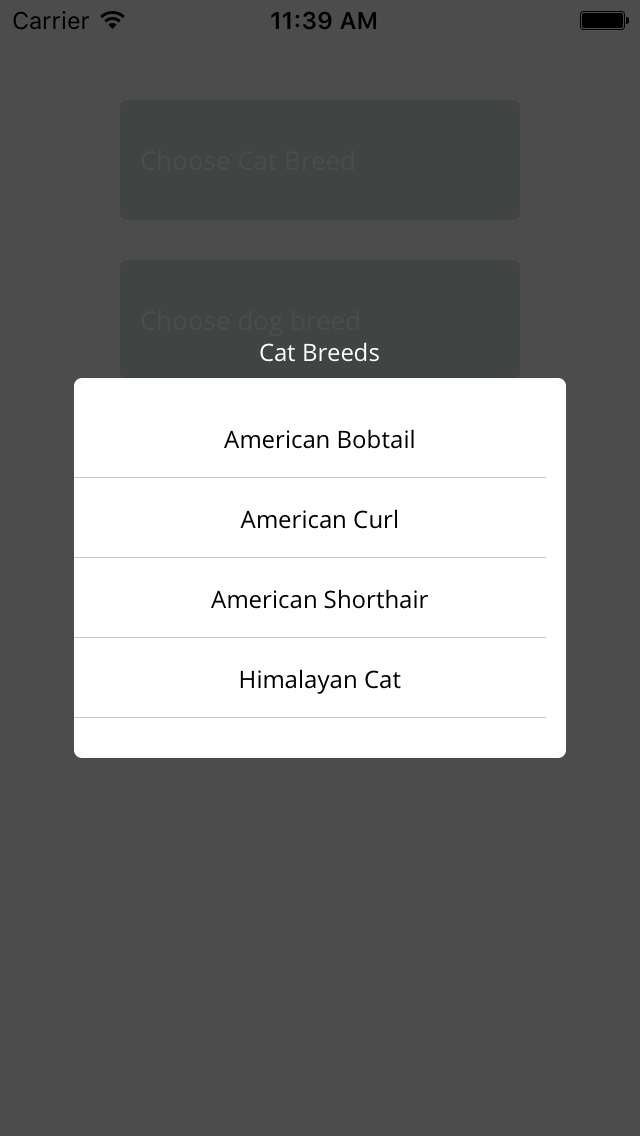 Carrier 11:39 AM
Choose Cat Breed
Choose dog breed
Cat Breeds
American Bobtail
American Curl
American Shorthair
Himalayan Cat